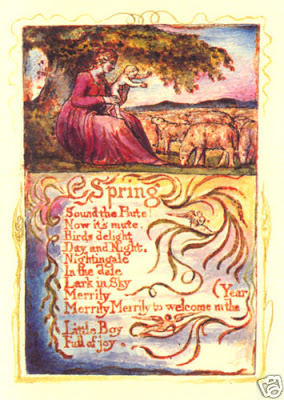 Spring
Sound the Flute!
Now it's mute.
Birds delight
Day and Night.
Nightingale
In the dale
Lark in Sky
Merrily
Merrily Merrily to welcome in the Year
Little Boy
Full of joy.